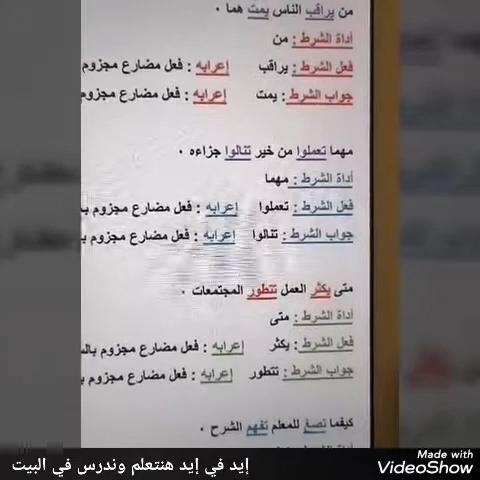 من يراقب الناس يمت هما .
أداة الشرط : من
فعل الشرط : يراقب إعرابه : فعل مضارع مجزوم
جواب الشرط : يمت إعرابه : فعل مضارع مجزوم
مهما تعملوا من خير تنالوا جزاءه .
أداة الشرط : مهما
فعل الشرط : تعملوا إعرابه : فعل مضارع مجزوم
جواب الشرط : تنالوا إعرابه : فعل مضارع مجزوم ب
متى يكثر العمل تتطور المجتمعات .
أداة الشرط : متى
فعل الشرط : يكثر إعرابه : فعل مضارع مجزوم
جواب الشرط : تتطور إعرابه : فعل مضارع مجزوم ب
كيفما تصغ للمعلم تفهم الشرح .
إيد في إيد هنتعلم وندرس في البيت
Made with
VideoShow